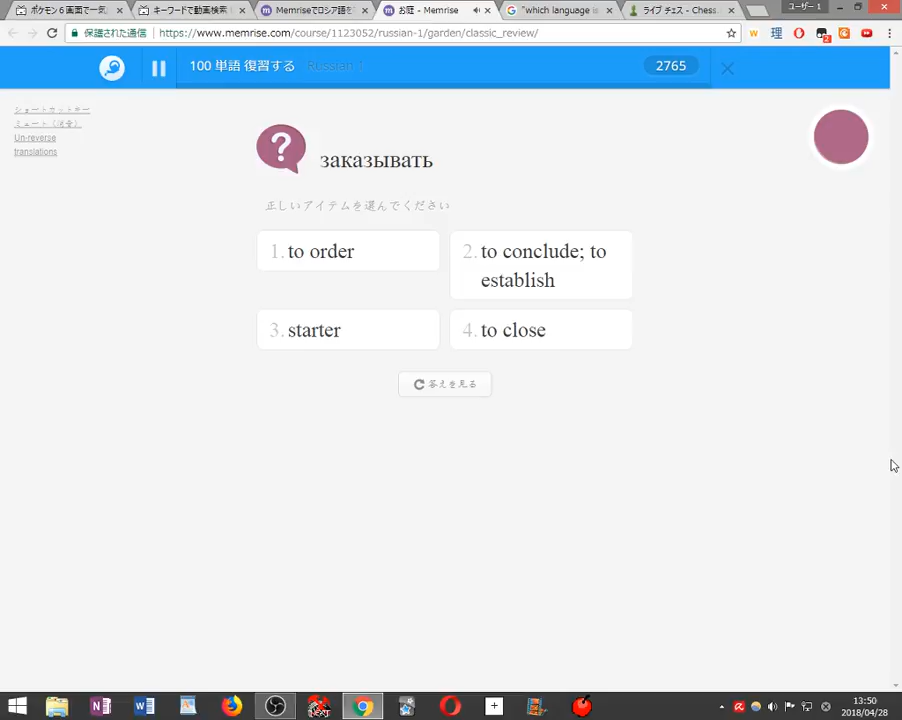 ポケモン6画面で一気
キーワードで動画検索
Memriseでロシア語を
お庭 - Memrise
"which language is
ライブ チェス - Chess.
ユーザー 1
保護された通信
https://www.memrise.com/course/1123052/russian-1/garden/classic_review/
100 単語 復習する Russian 1
2765
ショートカットキー
ミュート (消音)
Un-reverse
translations
заказывать
正しいアイテムを選んでください
1. to order
2. to conclude; to
establish
3. starter
4. to close
答えを見る
13:50
2018/04/28